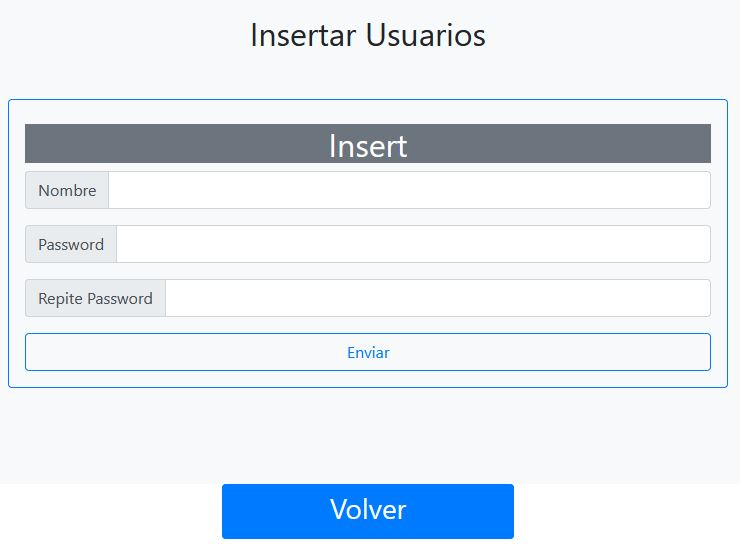 Insertar Usuarios
Insert
Nombre
Password
Repite Password
Enviar
Volver